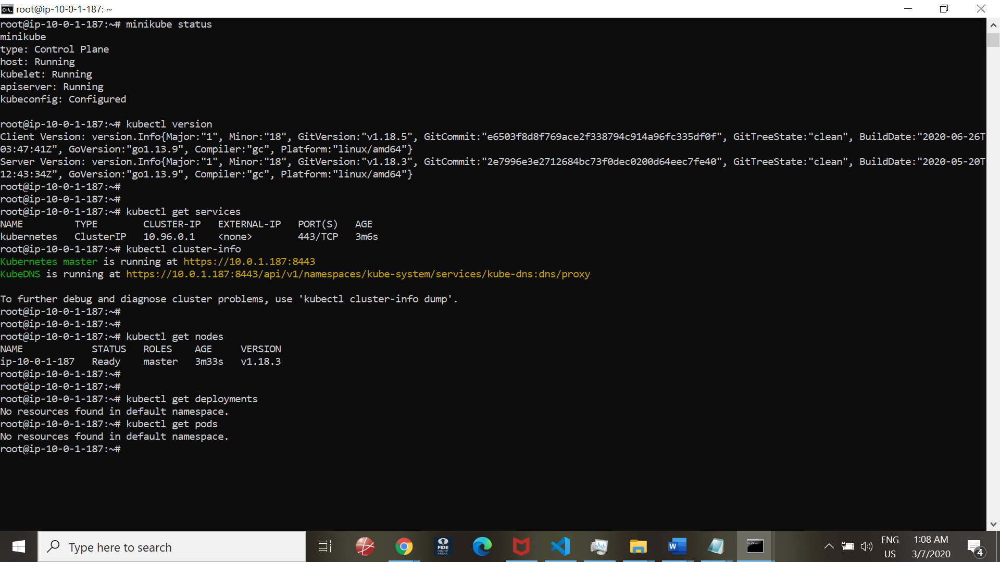 root@ip-10-0-1-187: ~
root@ip-10-0-1-187:~# minikube status
minikube
type: Control Plane
host: Running
kubelet: Running
apiserver: Running
kubeconfig: Configured
root@ip-10-0-1-187:~# kubectl version
Client Version: version.Info{Major:"1", Minor:"18", GitVersion:"v1.18.5", GitCommit:"e6503f8d8f769ace2f338794c914a96fc335df0f", GitTreeState:"clean", BuildDate:"2020-06-26T
03:47:41Z", GoVersion:"go1.13.9", Compiler:"gc", Platform:"linux/amd64"}
Server Version: version.Info{Major:"1", Minor:"18", GitVersion:"v1.18.3", GitCommit:"2e7996e3e2712684bc73f0dec0200d64eec7fe40", GitTreeState:"clean", BuildDate:"2020-05-20T
12:43:34Z", GoVersion:"go1.13.9", Compiler:"gc", Platform:"linux/amd64"}
root@ip-10-0-1-187:~#
root@ip-10-0-1-187:~#
root@ip-10-0-1-187:~# kubectl get services
NAME TYPE CLUSTER-IP EXTERNAL-IP PORT(S) AGE
kubernetes ClusterIP 10.96.0.1 <none> 443/TCP 3m6s
root@ip-10-0-1-187:~# kubectl cluster-info
Kubernetes master is running at https://10.0.1.187:8443
KubeDNS is running at https://10.0.1.187:8443/api/v1/namespaces/kube-system/services/kube-dns:dns/proxy
To further debug and diagnose cluster problems, use 'kubectl cluster-info dump'.
root@ip-10-0-1-187:~#
root@ip-10-0-1-187:~#
root@ip-10-0-1-187:~# kubectl get nodes
NAME STATUS ROLES AGE VERSION
ip-10-0-1-187 Ready master 3m33s v1.18.3
root@ip-10-0-1-187:~#
root@ip-10-0-1-187:~#
root@ip-10-0-1-187:~# kubectl get deployments
No resources found in default namespace.
root@ip-10-0-1-187:~# kubectl get pods
No resources found in default namespace.
root@ip-10-0-1-187:~#
Type here to search
FIDE
ONLINE
ARENA
W
ENG
US
1:08 AM
3/7/2020
4